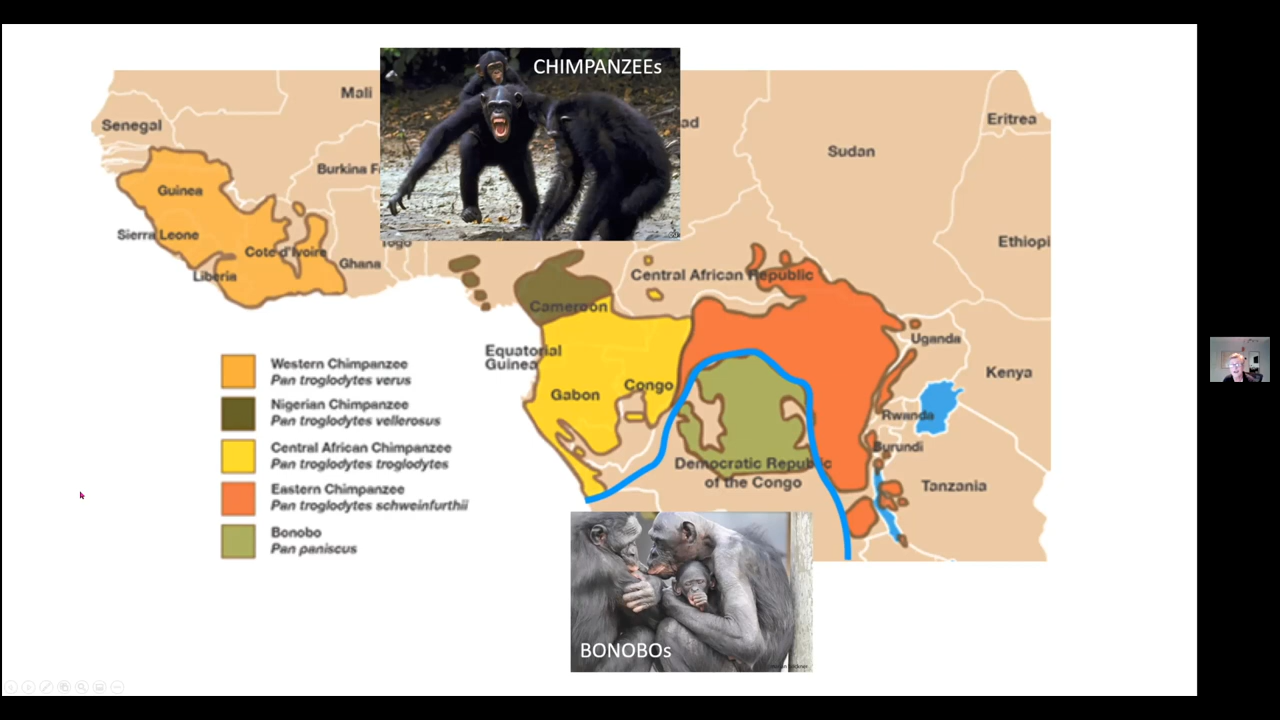 CHIMPANZEEs
Mali
Senegal
Burkina F
ad
Sudan
Eritrea
Guinea
Sierra Leone
Cote d'Ivoire
Liberia
Ghana
Togo
Ethiopi
Central African Republic
Cameroon
Equatorial
Guinea
Gabon
Congo
Uganda
Kenya
Rwanda
Burundi
Democratic Republic
of the Congo
Tanzania
Western Chimpanzee
Pan troglodytes verus
Nigerian Chimpanzee
Pan troglodytes vellerosus
Central African Chimpanzee
Pan troglodytes troglodytes
Eastern Chimpanzee
Pan troglodytes schweinfurthii
Bonobo
Pan paniscus
BONOBOs